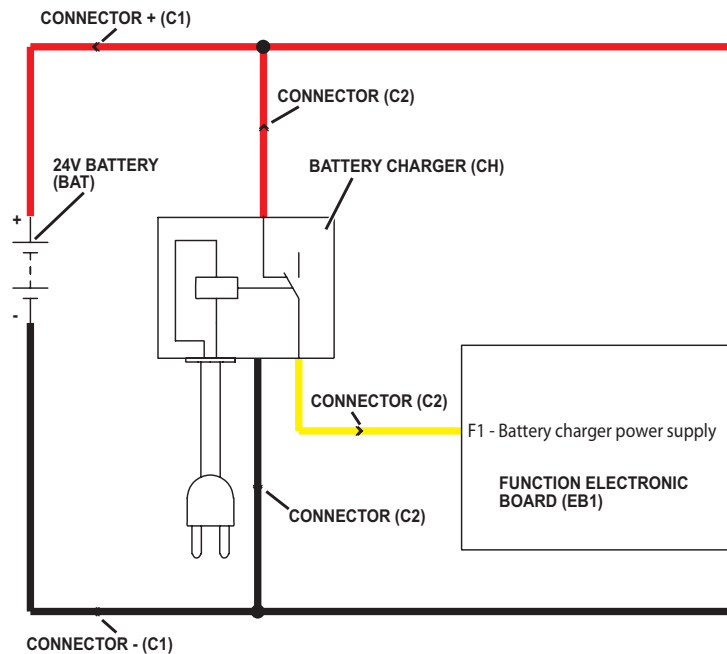 CONNECTOR + (C1)
CONNECTOR (C2)
24V BATTERY
(BAT)
BATTERY CHARGER (CH)
+
-
CONNECTOR (C2)
F1 - Battery charger power supply
FUNCTION ELECTRONIC
BOARD (EB1)
CONNECTOR (C2)
CONNECTOR - (C1)